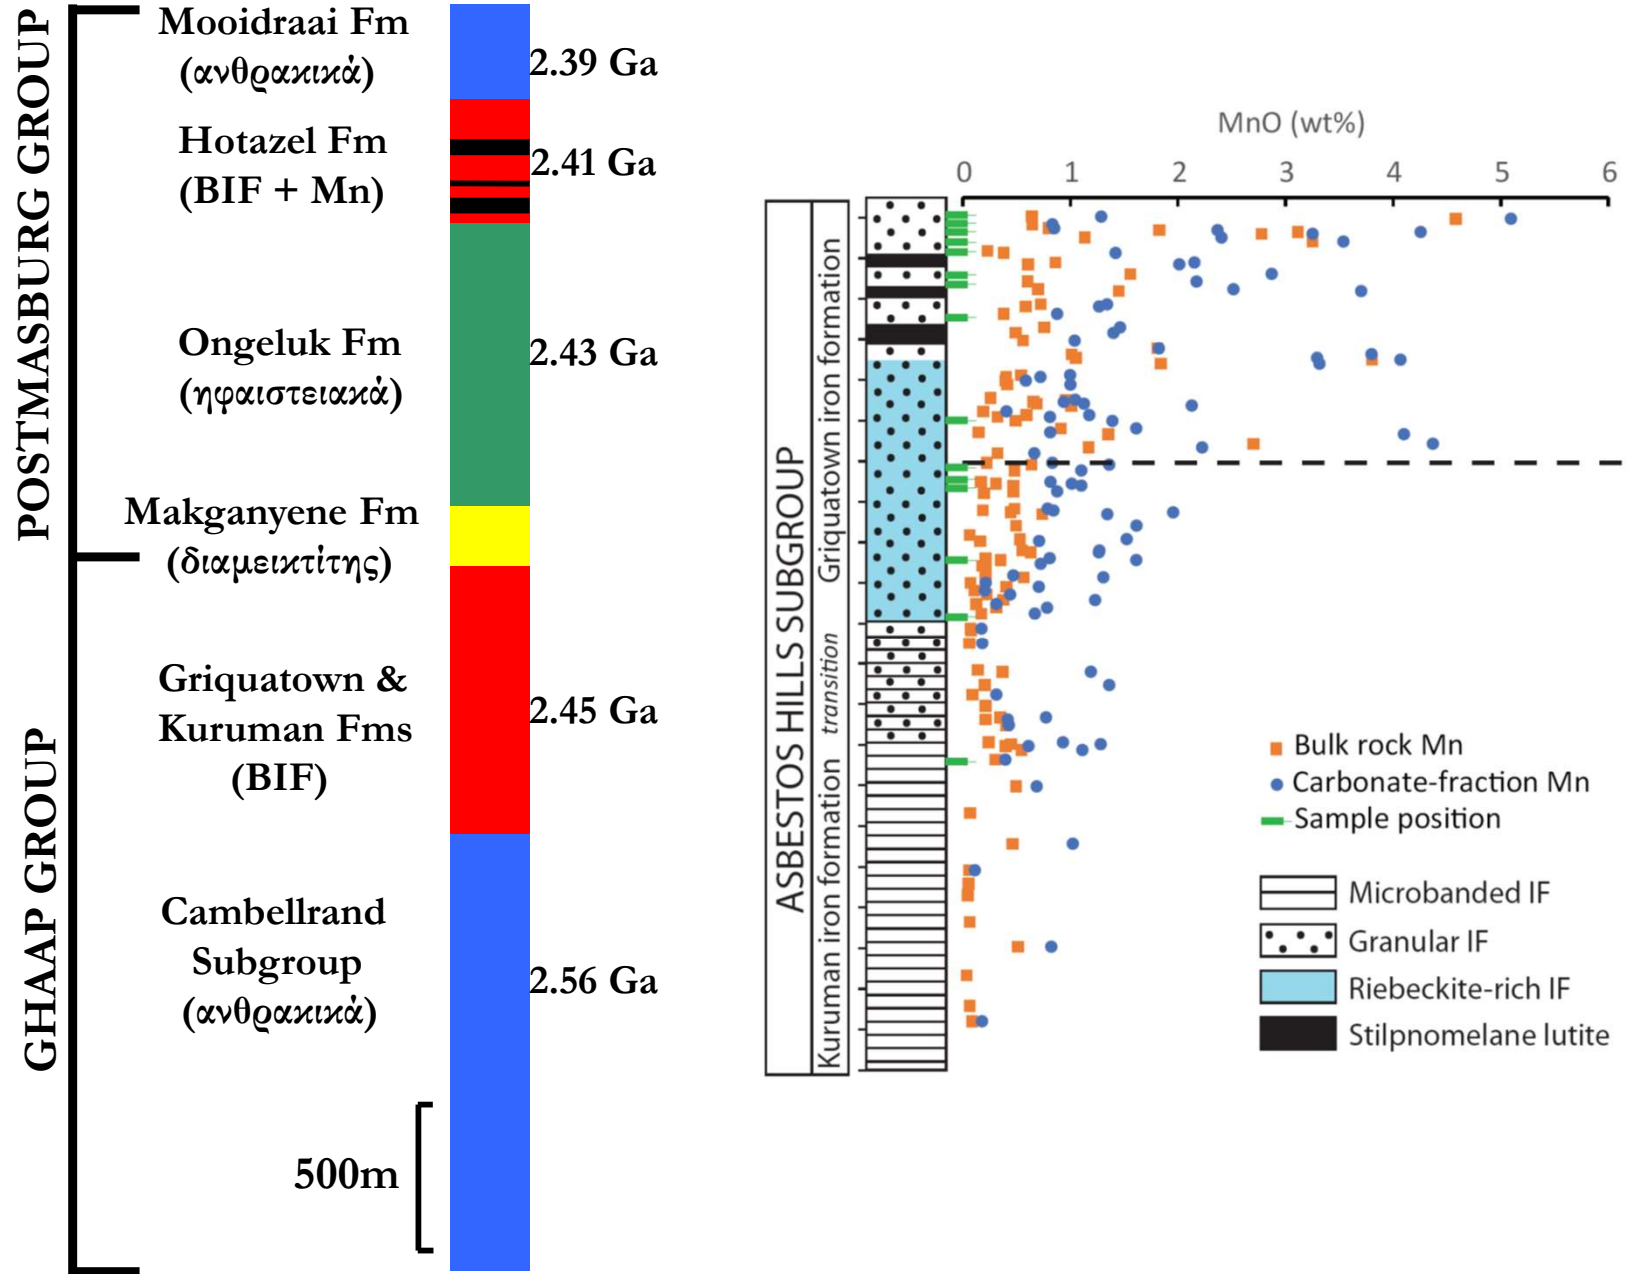 POSTMASBURG GROUP
GHAAP GROUP
Mooidraai Fm
(ανθρακικά)
Hotazel Fm
(BIF + Mn)
Ongeluk Fm
(ηφαιστειακά)
Makganyene Fm
(διαμεικτίτης)
Griquatown &
Kuruman Fms
(BIF)
Cambellrand
Subgroup
(ανθρακικά)
500m
2.39 Ga
2.41 Ga
2.43 Ga
2.45 Ga
2.56 Ga
MnO (wt%)
0 1 2 3 4 5 6
ASBESTOS HILLS SUBGROUP
Griquatown iron formation
transition
Kuruman iron formation
Bulk rock Mn
Carbonate-fraction Mn
Sample position
Microbanded IF
Granular IF
Riebeckite-rich IF
Stilpnomelane lutite